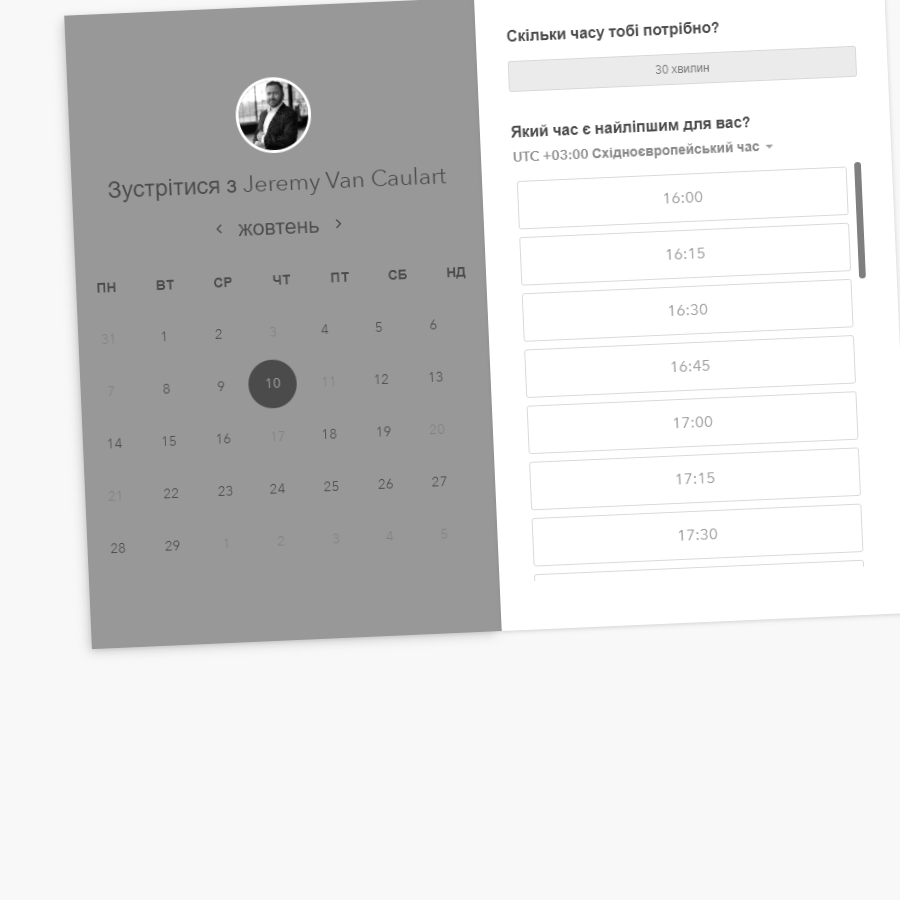 Зустрітися з Jeremy Van Caulart
‹ жовтень ›
ПН ВТ СР ЧТ ПТ СБ НД
31 1 2 3 4 5 6
7 8 9 10 11 12 13
14 15 16 17 18 19 20
21 22 23 24 25 26 27
28 29 1 2 3 4 5
Скільки часу тобі потрібно?
30 хвилин
Який час є найліпшим для вас?
UTC +03:00 Східноєвропейський час
16:00
16:15
16:30
16:45
17:00
17:15
17:30